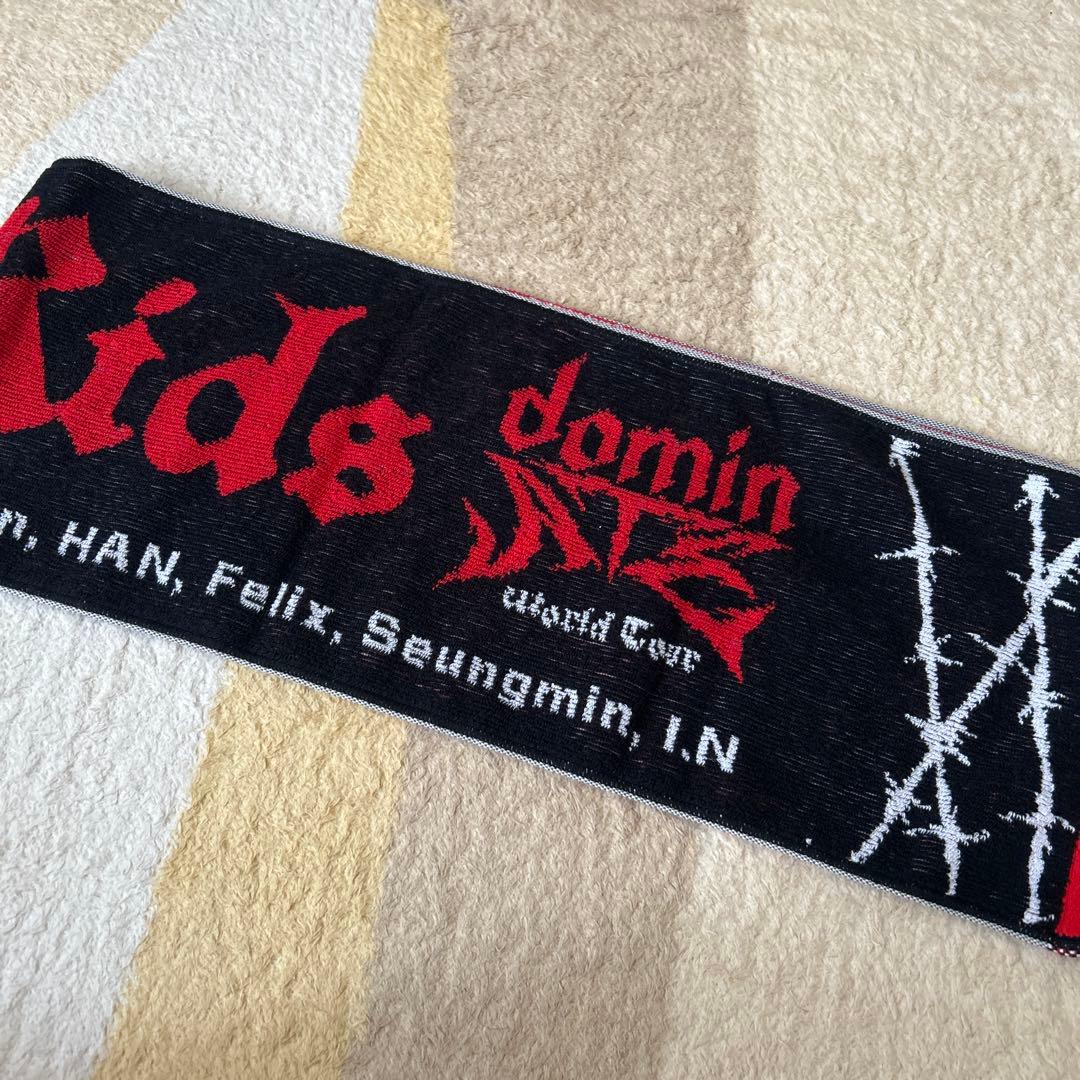 Kids
domin
ATE
World Tour
n, HAN, Felix, Seungmin, I.N